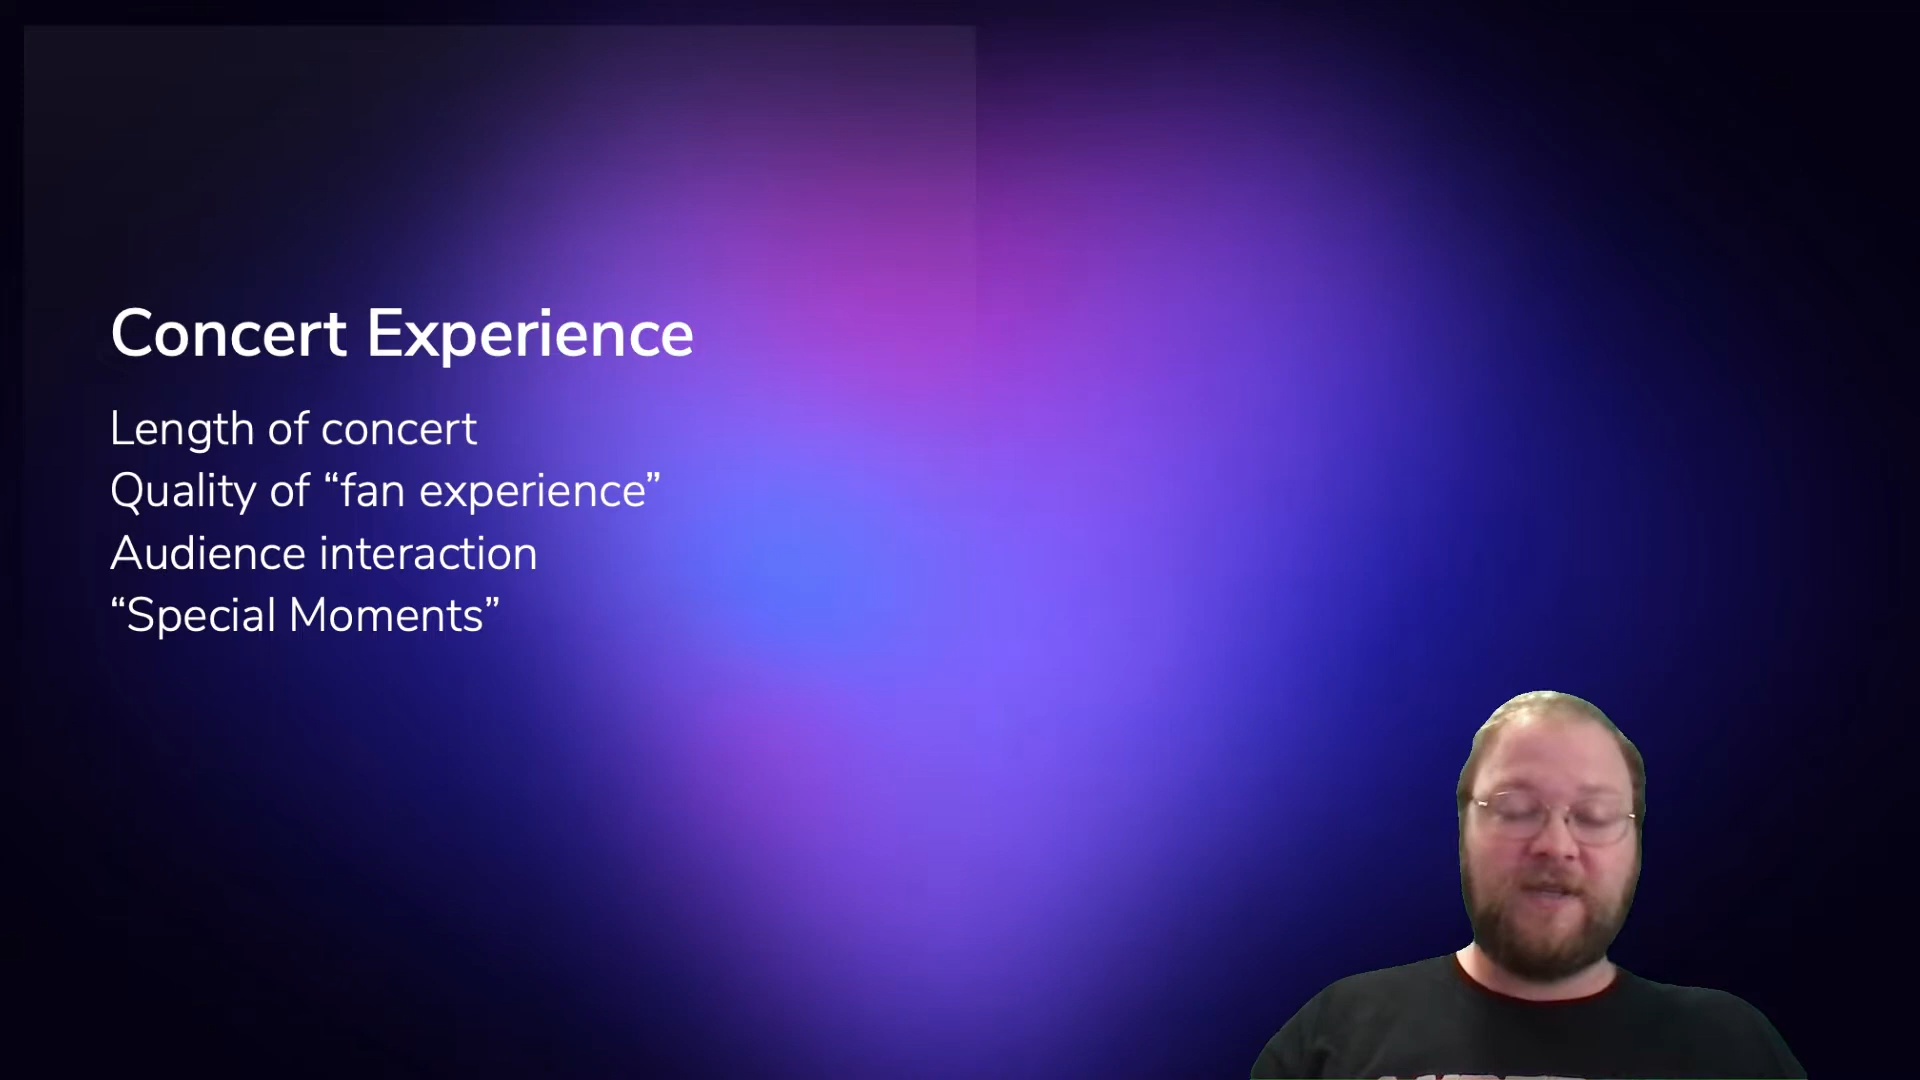 Concert Experience
Length of concert
Quality of “fan experience”
Audience interaction
“Special Moments”